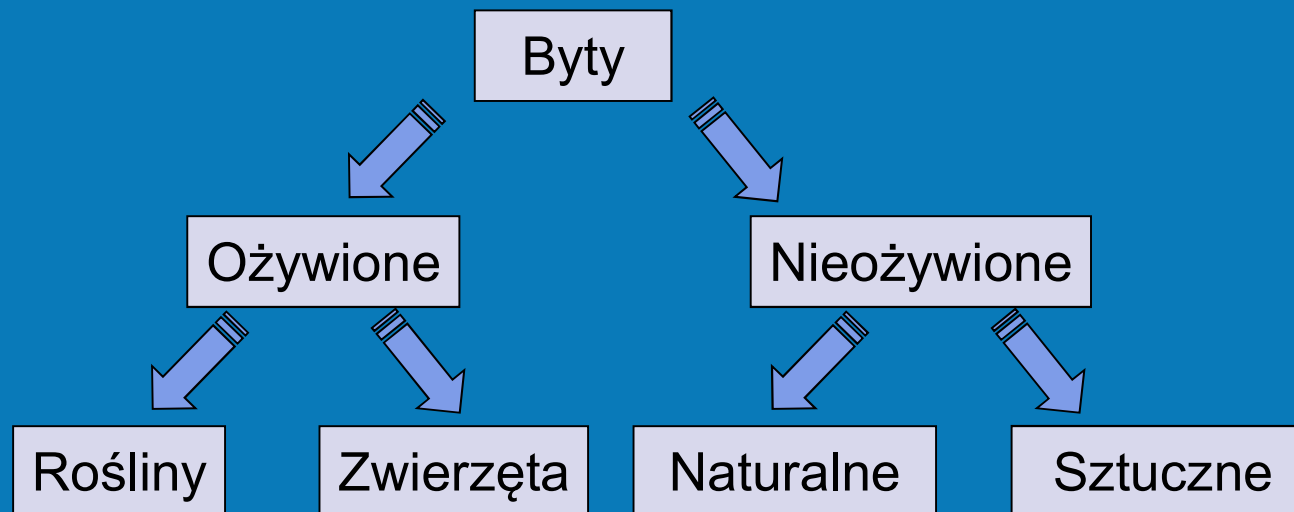 Byty
Ożywione
Nieożywione
Rośliny
Zwierzęta
Naturalne
Sztuczne